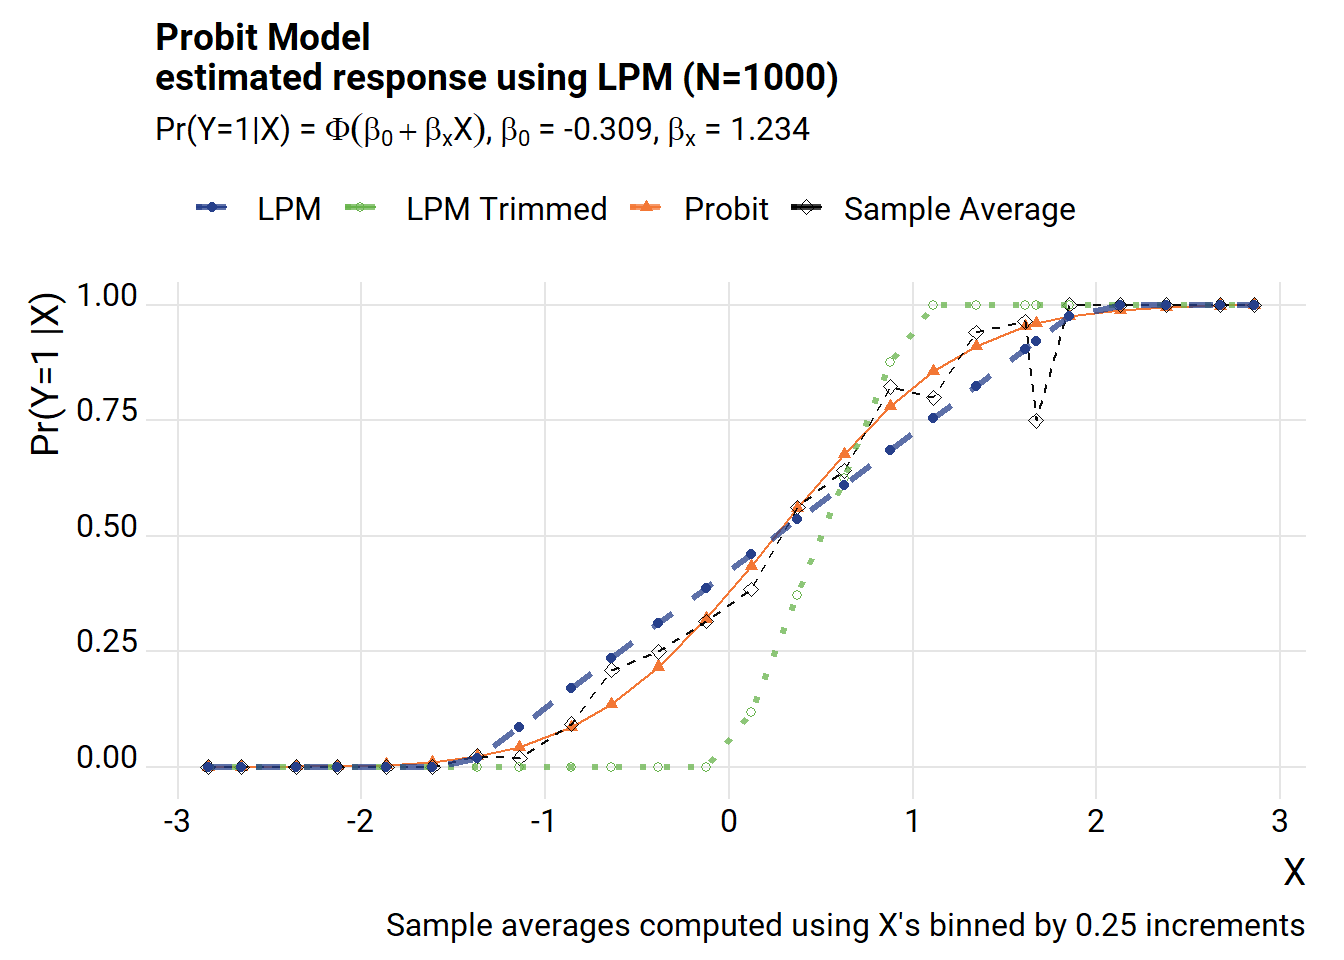 Probit Model
estimated response using LPM (N=1000)
Pr(Y=1|X) = Φ(β₀ + βₓX), β₀ = -0.309, βₓ = 1.234
LPM LPM Trimmed Probit Sample Average
Pr(Y=1 |X)
1.00
0.75
0.50
0.25
0.00
-3 -2 -1 0 1 2 3
X
Sample averages computed using X's binned by 0.25 increments